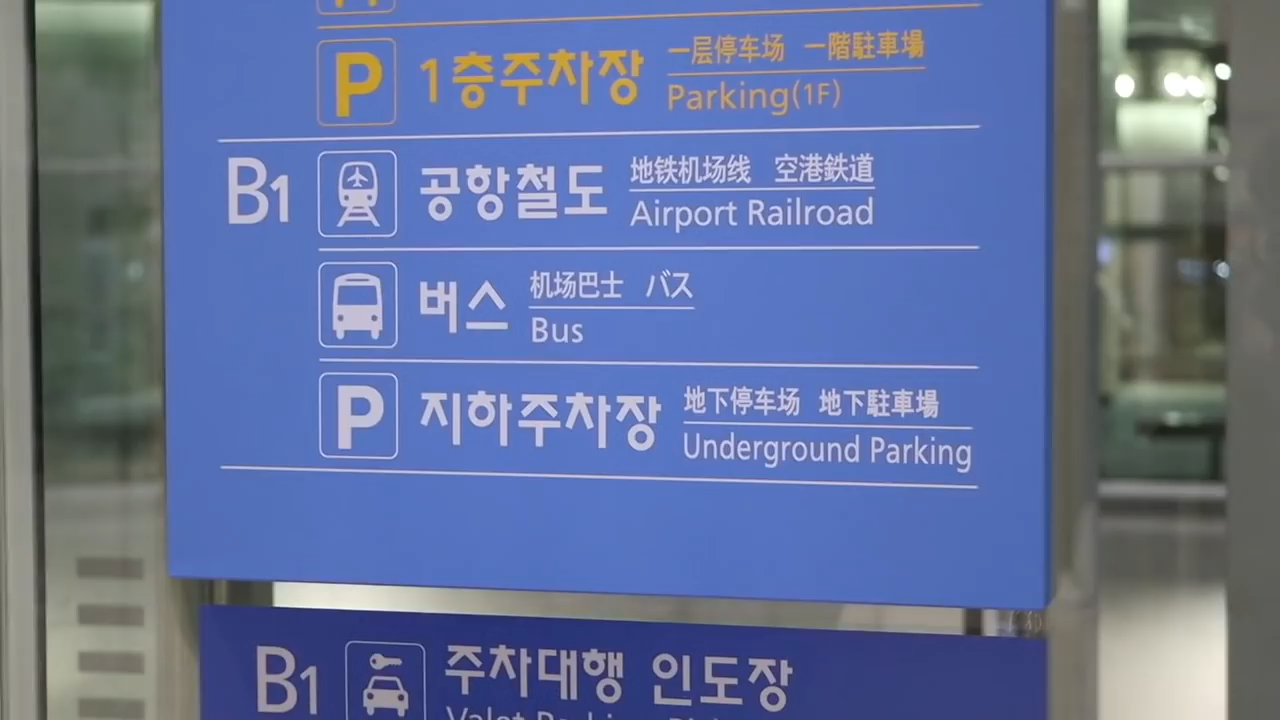 P 1층주차장 一层停车场 一階駐車場
Parking(1F)
B1 공항철도 地铁机场线 空港鉄道
Airport Railroad
버스 机场巴士 バス
Bus
P 지하주차장 地下停车场 地下駐車場
Underground Parking
B1 주차대행 인도장
Valet Parking